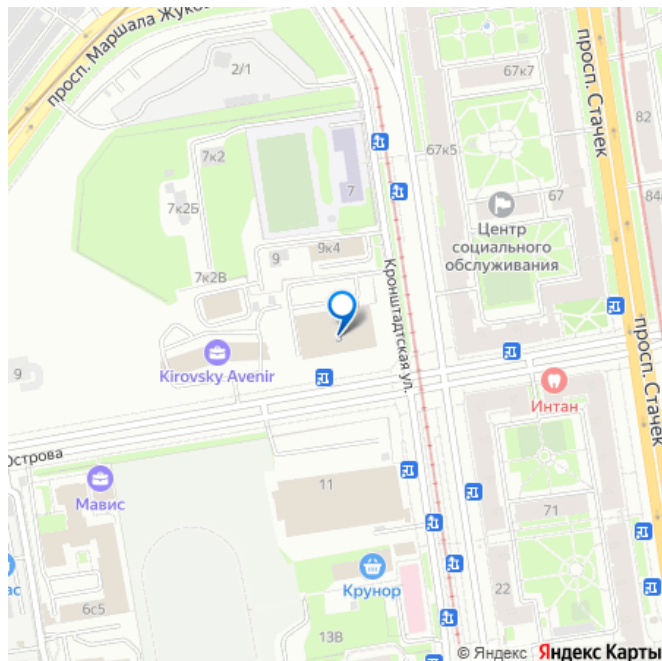 просп. Маршала Жуко
2/1
67к7
просп. Стачек
82
7к2
67к5
7
7к2Б
67
84
Центр
социального
обслуживания
9к4
9
7к2В
Кронштадтская ул.
просп. Стачек
Kirovsky Avenir
9
Интан
Острова
Мавис
11
71
ас
Крунор
22
6с5
13В
© Яндекс Яндекс Карты